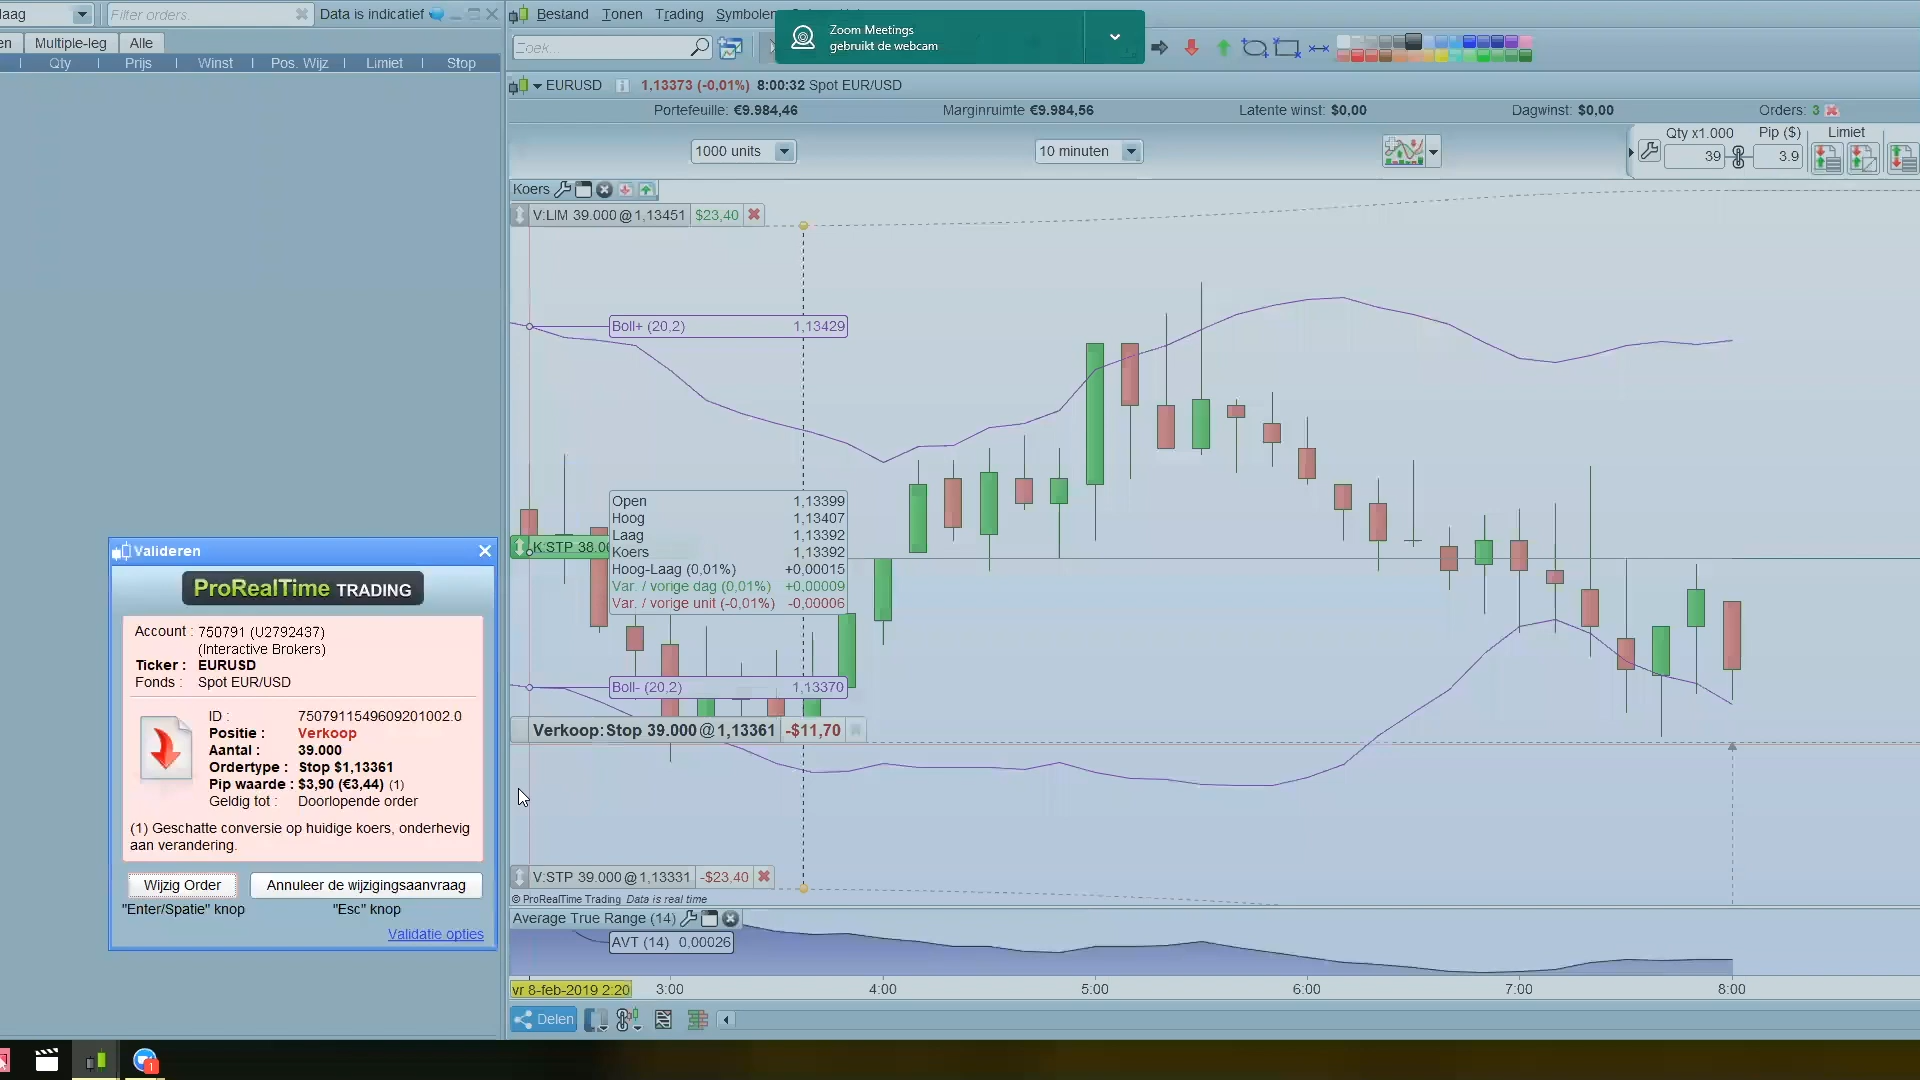 laag
Filter orders.
Data is indicatief
en
Multiple-leg
Alle
Qty
Prijs
Winst
Pos. Wijz
Limiet
Stop
Bestand
Tonen
Trading
Symbolen
Zoom Meetings
gebruikt de webcam
Zoek...
EURUSD
1,13373 (-0,01%)
8:00:32
Spot EUR/USD
Portefeuille: €9.984,46
Marginruimte €9.984,56
Latente winst: $0,00
Dagwinst: $0,00
Orders: 3
1000 units
10 minuten
Qty x1.000
Pip ($)
Limiet
39
3.9
Koers
V:LIM 39.000@1,13451
$23,40
Boll+ (20,2) 1,13429
Open 1,13399
Hoog 1,13407
Laag 1,13392
Koers 1,13392
Hoog-Laag (0,01%) +0,00015
Var. / vorige dag (0,01%) +0,00009
Var. / vorige unit (-0,01%) -0,00006
K:STP 38.00
Boll- (20,2) 1,13370
Verkoop:Stop 39.000@1,13361
-$11,70
V:STP 39.000@1,13331
-$23,40
© ProRealTime Trading Data is real time
Average True Range (14)
AVT (14) 0,00026
vr 8-feb-2019 2:20
3:00
4:00
5:00
6:00
7:00
8:00
Delen
Valideren
ProRealTime TRADING
Account : 750791 (U2792437)
(Interactive Brokers)
Ticker : EURUSD
Fonds : Spot EUR/USD
ID : 7507911549609201002.0
Positie : Verkoop
Aantal : 39.000
Ordertype : Stop $1,13361
Pip waarde : $3,90 (€3,44) (1)
Geldig tot : Doorlopende order
(1) Geschatte conversie op huidige koers, onderhevig
aan verandering.
Wijzig Order
Annuleer de wijzigingsaanvraag
"Enter/Spatie" knop
"Esc" knop
Validatie opties
1